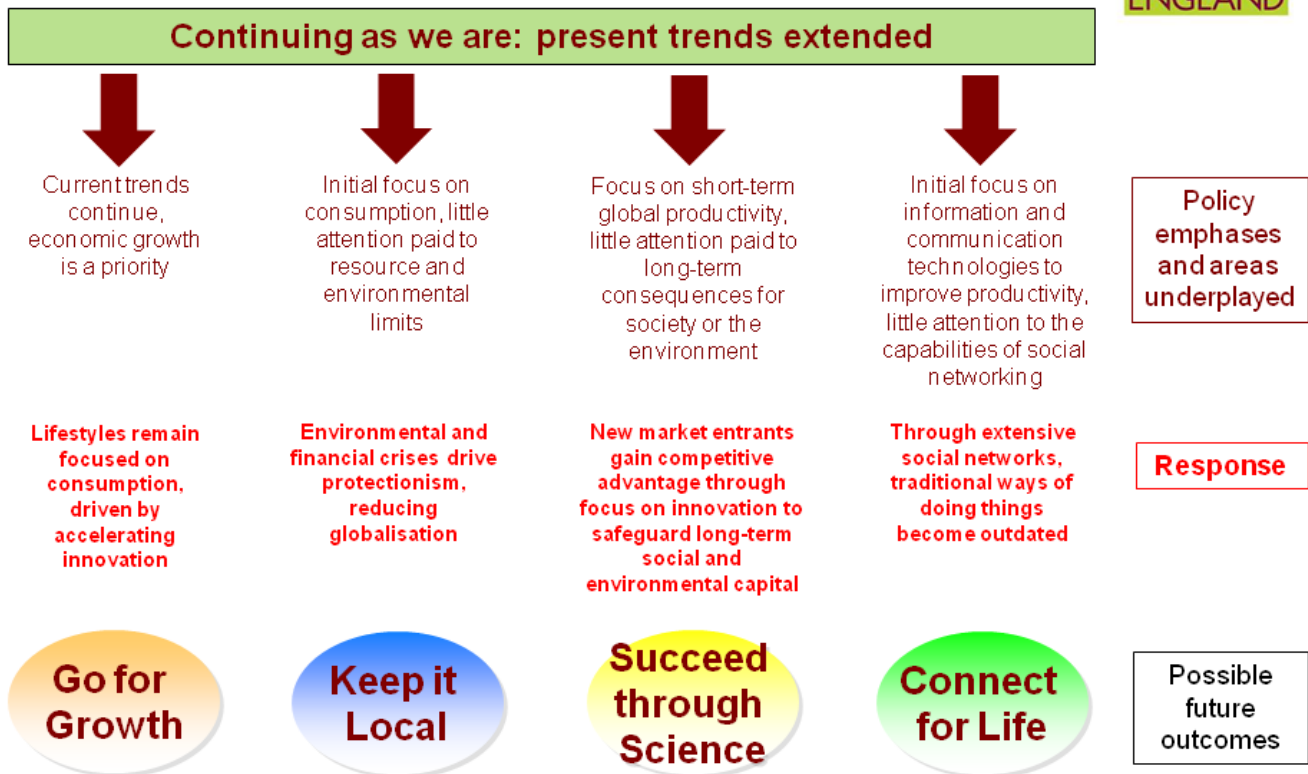 ENGLAND
Continuing as we are: present trends extended
Current trends
continue,
economic growth
is a priority
Initial focus on
consumption, little
attention paid to
resource and
environmental
limits
Focus on short-term
global productivity,
little attention paid to
long-term
consequences for
society or the
environment
Initial focus on
information and
communication
technologies to
improve productivity,
little attention to the
capabilities of social
networking
Policy
emphases
and areas
underplayed
Lifestyles remain
focused on
consumption,
driven by
accelerating
innovation
Environmental and
financial crises drive
protectionism,
reducing
globalisation
New market entrants
gain competitive
advantage through
focus on innovation to
safeguard long-term
social and
environmental capital
Through extensive
social networks,
traditional ways of
doing things
become outdated
Response
Go for
Growth
Keep it
Local
Succeed
through
Science
Connect
for Life
Possible
future
outcomes